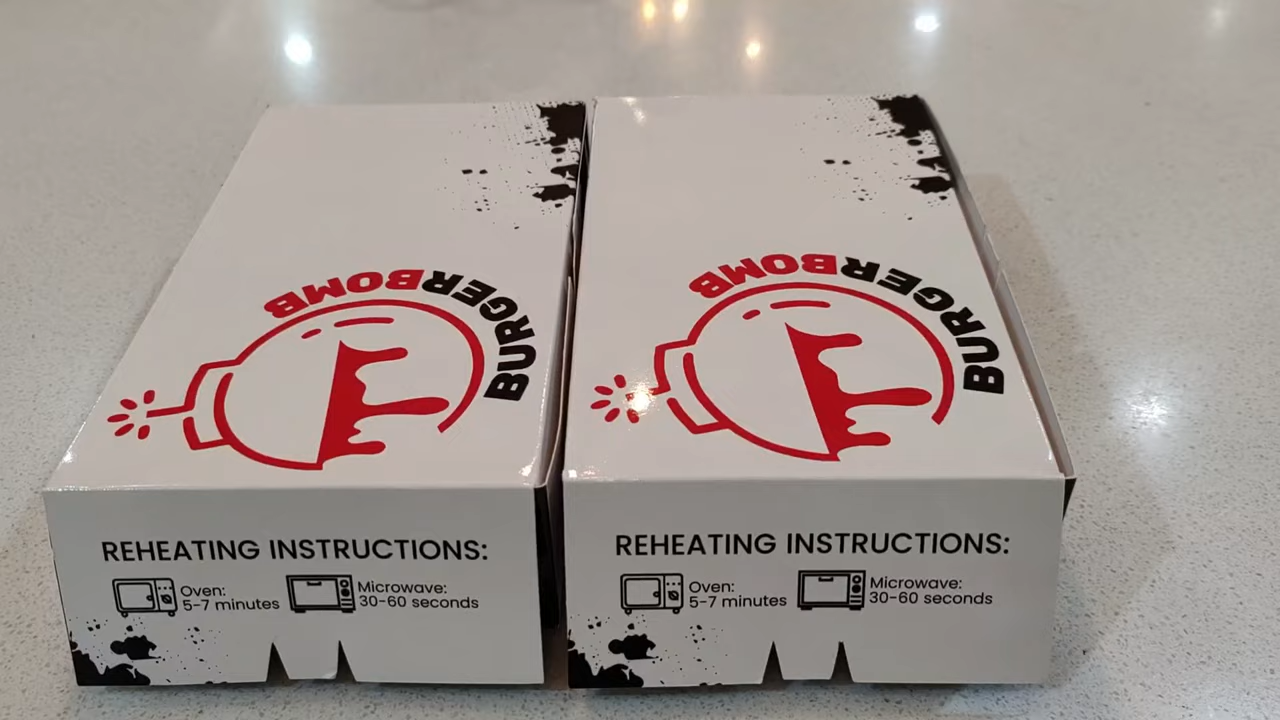 BURGERBOMB
REHEATING INSTRUCTIONS:
Oven:
5-7 minutes
Microwave:
30-60 seconds
BURGERBOMB
REHEATING INSTRUCTIONS:
Oven:
5-7 minutes
Microwave:
30-60 seconds